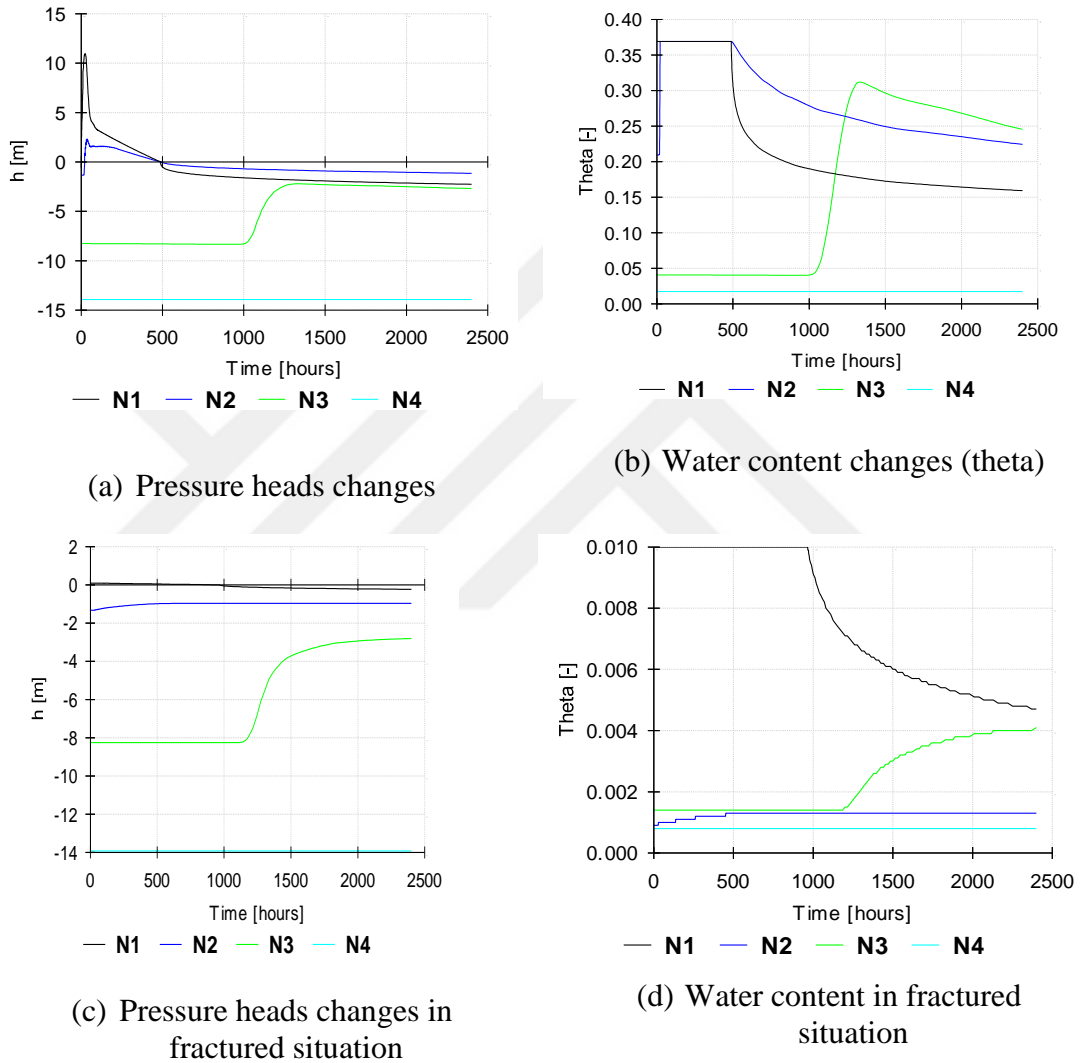 15
10
5
0
-5
-10
-15
h [m]
0 500 1000 1500 2000 2500
Time [hours]
N1 N2 N3 N4
(a) Pressure heads changes
0.40
0.35
0.30
0.25
0.20
0.15
0.10
0.05
0.00
Theta [-]
0 500 1000 1500 2000 2500
Time [hours]
N1 N2 N3 N4
(b) Water content changes (theta)
2
0
-2
-4
-6
-8
-10
-12
-14
h [m]
0 500 1000 1500 2000 2500
Time [hours]
N1 N2 N3 N4
(c) Pressure heads changes in
fractured situation
0.010
0.008
0.006
0.004
0.002
0.000
Theta [-]
0 500 1000 1500 2000 2500
Time [hours]
N1 N2 N3 N4
(d) Water content in fractured
situation